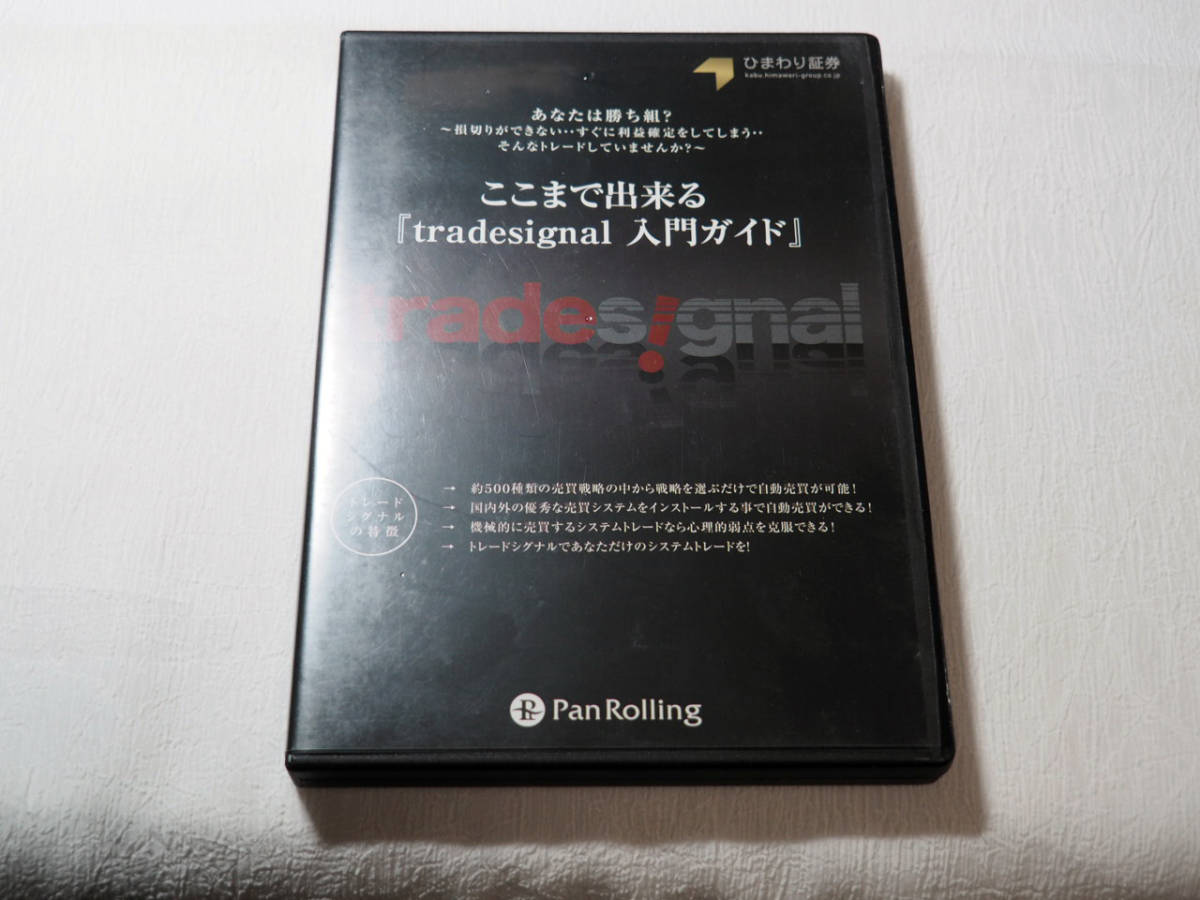 ひまわり証券
kabu.himawari-group.co.jp
あなたは勝ち組？
～損切りができない‥すぐに利益確定をしてしまう‥
そんなトレードしていませんか？～
ここまで出来る
『tradesignal 入門ガイド』
tradesignal
トレード
シグナル
の特徴
→ 約500種類の売買戦略の中から戦略を選ぶだけで自動売買が可能！
→ 国内外の優秀な売買システムをインストールする事で自動売買ができる！
→ 機械的に売買するシステムトレードなら心理的弱点を克服できる！
→ トレードシグナルであなただけのシステムトレードを！
PanRolling